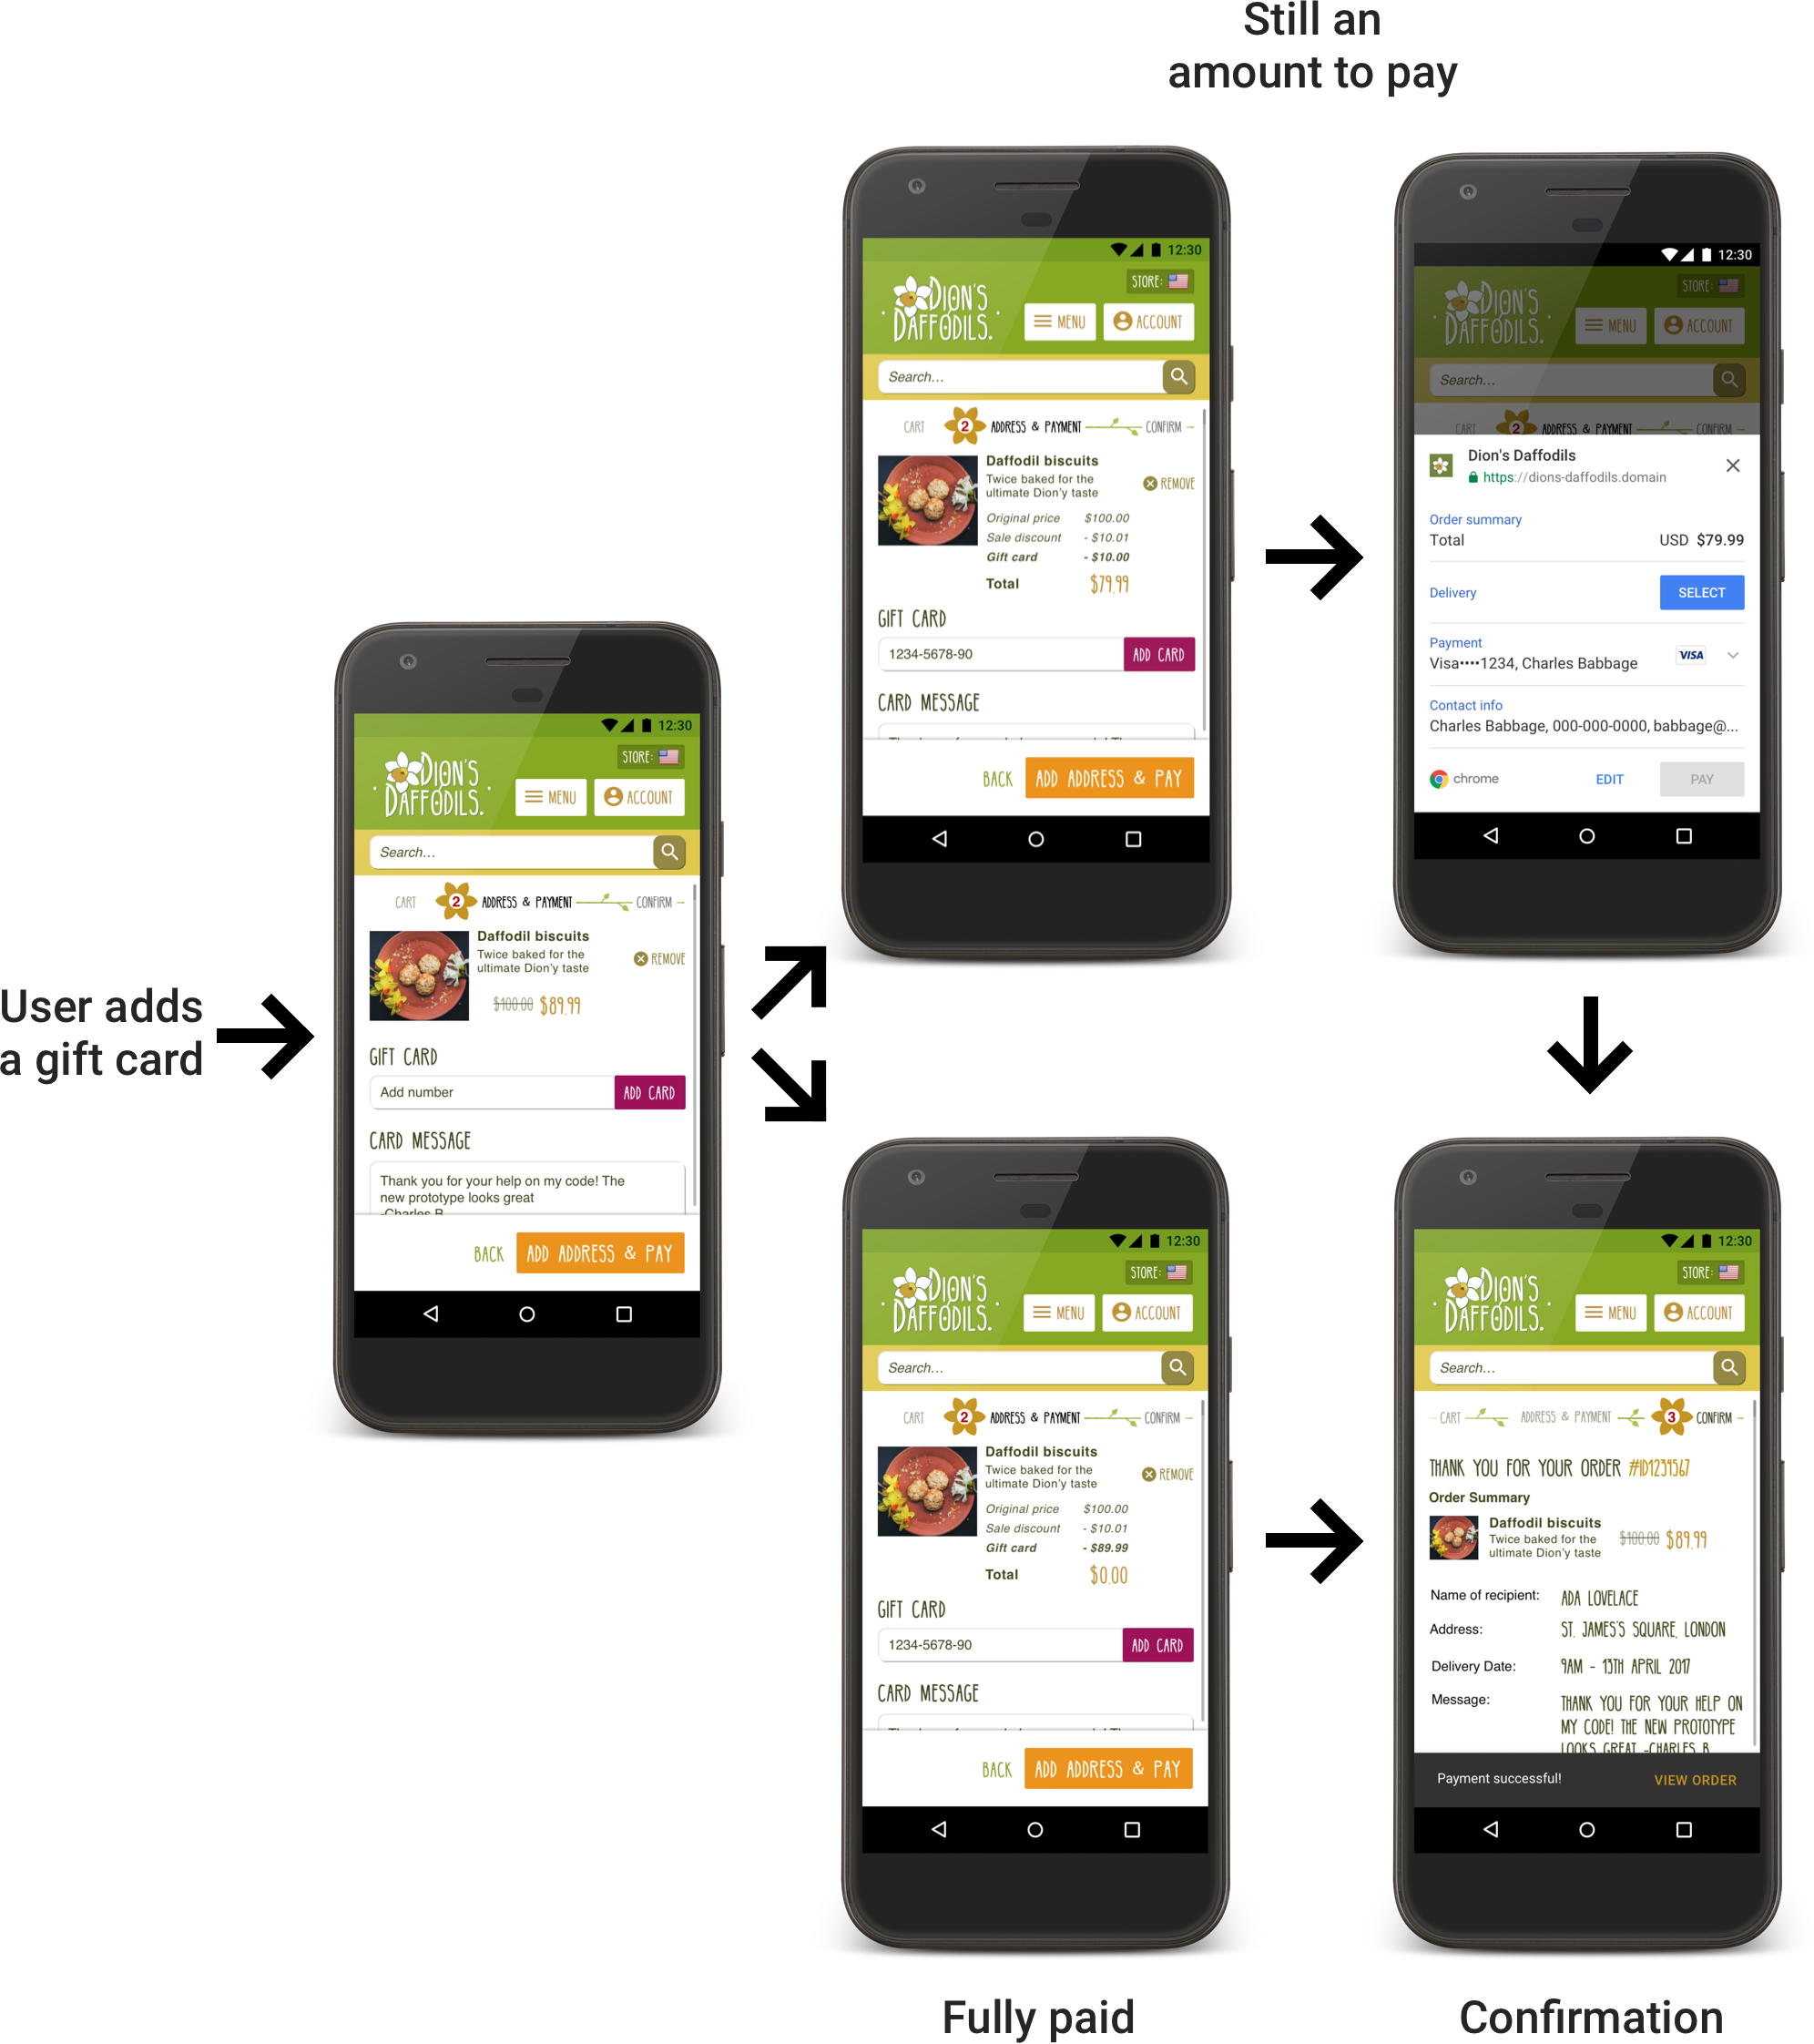 Still an
amount to pay
12:30
STORE:
DION'S
DAFFODILS.
MENU
ACCOUNT
Search...
CART
2
ADDRESS & PAYMENT
CONFIRM
Daffodil biscuits
Twice baked for the
ultimate Dion'y taste
REMOVE
Original price $100.00
Sale discount - $10.01
Gift card - $10.00
Total $79.99
GIFT CARD
1234-5678-90
ADD CARD
CARD MESSAGE
BACK
ADD ADDRESS & PAY
12:30
STORE:
DION'S
DAFFODILS.
MENU
ACCOUNT
Search...
CART
2
ADDRESS & PAYMENT
CONFIRM
Dion's Daffodils
https://dions-daffodils.domain
Order summary
Total USD $79.99
Delivery
SELECT
Payment
Visa••••1234, Charles Babbage
VISA
Contact info
Charles Babbage, 000-000-0000, babbage@...
chrome
EDIT
PAY
User adds
a gift card
12:30
STORE:
DION'S
DAFFODILS.
MENU
ACCOUNT
Search...
CART
2
ADDRESS & PAYMENT
CONFIRM
Daffodil biscuits
Twice baked for the
ultimate Dion'y taste
REMOVE
$100.00 $89.99
GIFT CARD
Add number
ADD CARD
CARD MESSAGE
Thank you for your help on my code! The
new prototype looks great
-Charles B
BACK
ADD ADDRESS & PAY
12:30
STORE:
DION'S
DAFFODILS.
MENU
ACCOUNT
Search...
CART
2
ADDRESS & PAYMENT
CONFIRM
Daffodil biscuits
Twice baked for the
ultimate Dion'y taste
REMOVE
Original price $100.00
Sale discount - $10.01
Gift card - $89.99
Total $0.00
GIFT CARD
1234-5678-90
ADD CARD
CARD MESSAGE
BACK
ADD ADDRESS & PAY
Fully paid
12:30
STORE:
DION'S
DAFFODILS.
MENU
ACCOUNT
Search...
CART
ADDRESS & PAYMENT
3
CONFIRM
THANK YOU FOR YOUR ORDER #ID1234567
Order Summary
Daffodil biscuits
Twice baked for the
ultimate Dion'y taste
$100.00 $89.99
Name of recipient: ADA LOVELACE
Address: ST. JAMES'S SQUARE, LONDON
Delivery Date: 9AM - 13TH APRIL 2017
Message: THANK YOU FOR YOUR HELP ON
MY CODE! THE NEW PROTOTYPE
LOOKS GREAT -CHARLES B
Payment successful!
VIEW ORDER
Confirmation